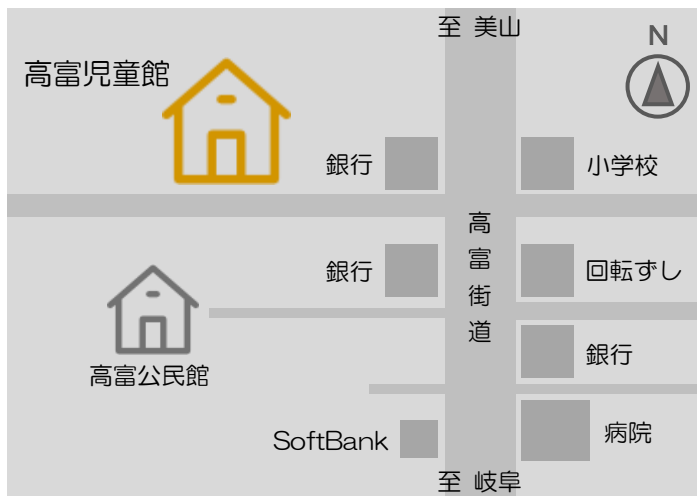 至 美山
N
高富児童館
銀行
小学校
高富街道
銀行
回転ずし
銀行
高富公民館
SoftBank
病院
至 岐阜